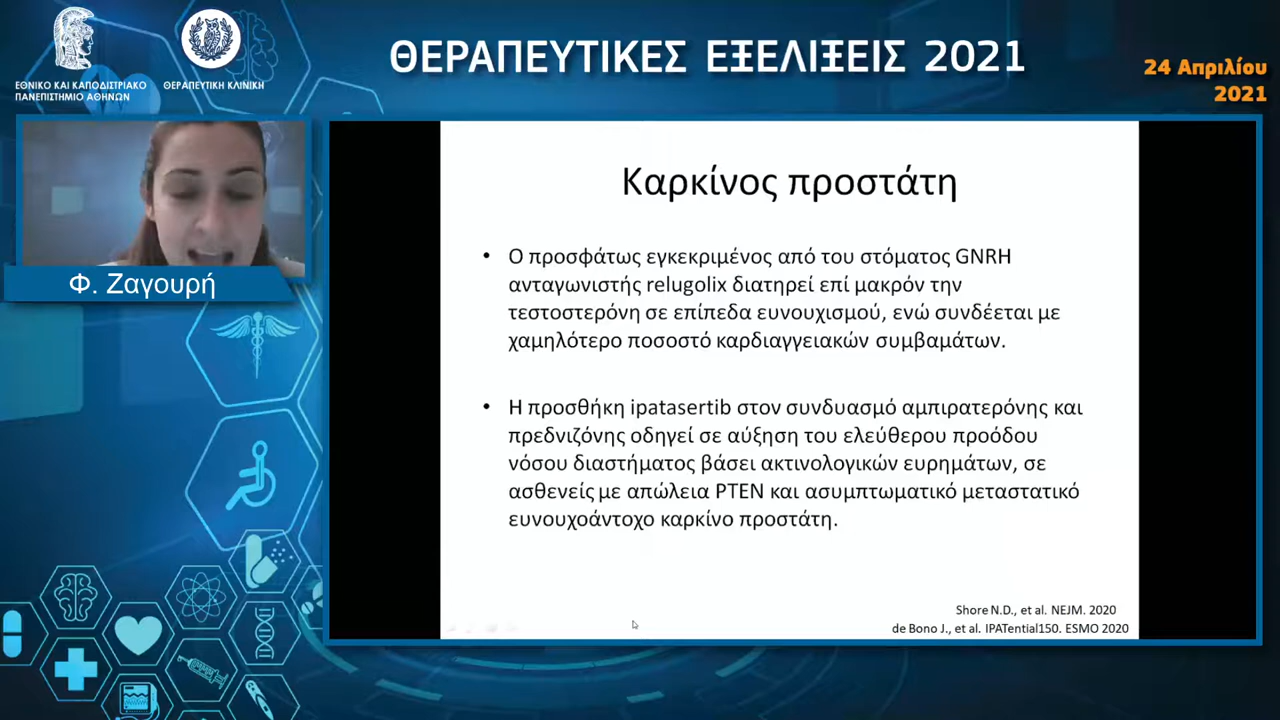 ΕΘΝΙΚΟ ΚΑΙ ΚΑΠΟΔΙΣΤΡΙΑΚΟ
ΠΑΝΕΠΙΣΤΗΜΙΟ ΑΘΗΝΩΝ
ΘΕΡΑΠΕΥΤΙΚΗ ΚΛΙΝΙΚΗ
ΘΕΡΑΠΕΥΤΙΚΕΣ ΕΞΕΛΙΞΕΙΣ 2021
24 Απριλίου
2021
Φ. Ζαγουρή
Καρκίνος προστάτη
• Ο προσφάτως εγκεκριμένος από του στόματος GNRH
ανταγωνιστής relugolix διατηρεί επί μακρόν την
τεστοστερόνη σε επίπεδα ευνουχισμού, ενώ συνδέεται με
χαμηλότερο ποσοστό καρδιαγγειακών συμβαμάτων.
• Η προσθήκη ipatasertib στον συνδυασμό αμπιρατερόνης και
πρεδνιζόνης οδηγεί σε αύξηση του ελεύθερου προόδου
νόσου διαστήματος βάσει ακτινολογικών ευρημάτων, σε
ασθενείς με απώλεια PTEN και ασυμπτωματικό μεταστατικό
ευνουχοάντοχο καρκίνο προστάτη.
Shore N.D., et al. NEJM. 2020
de Bono J., et al. IPATential150. ESMO 2020